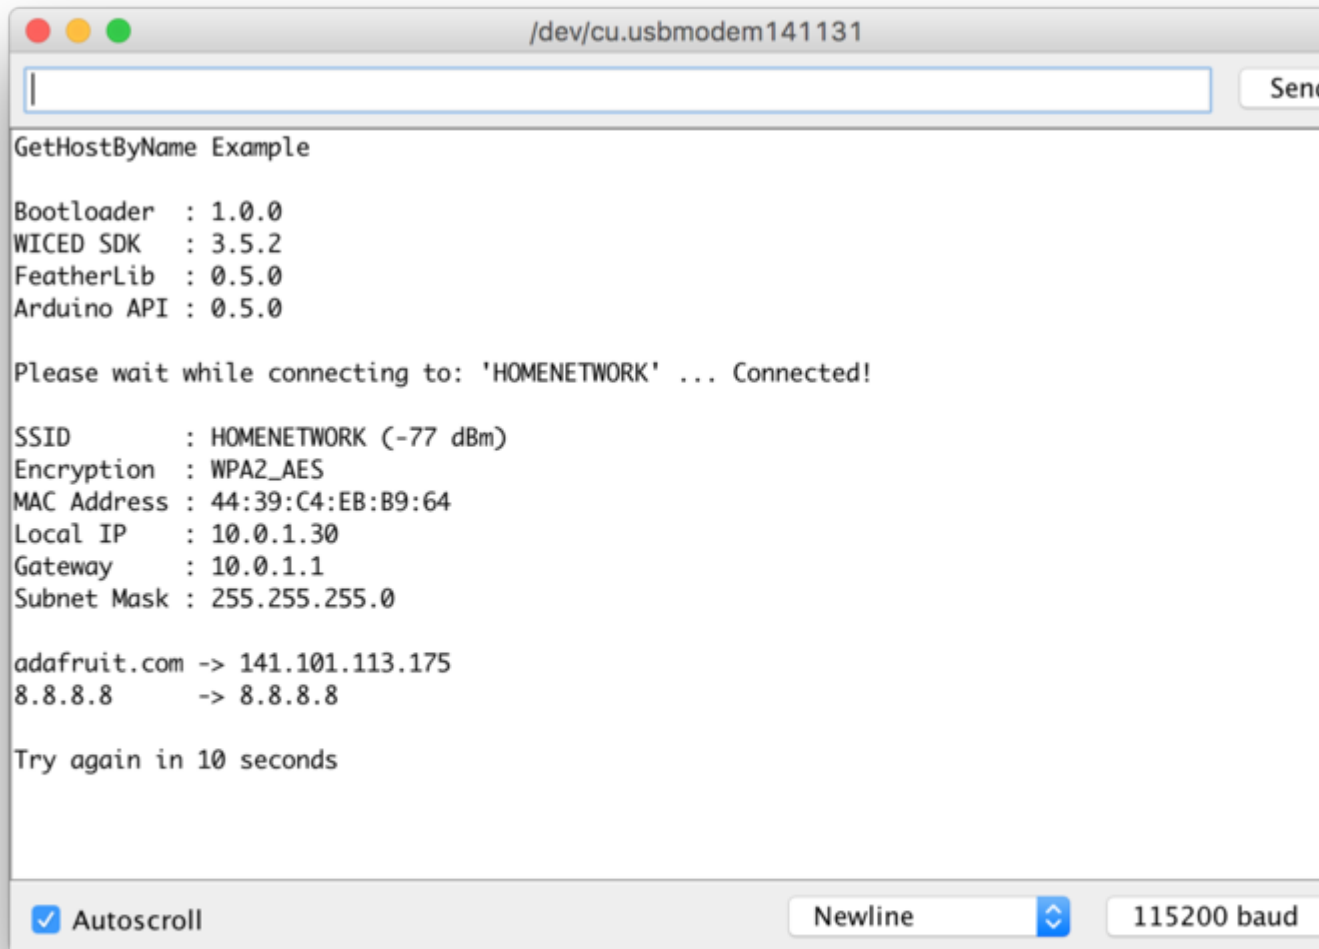 /dev/cu.usbmodem141131
Send
GetHostByName Example
Bootloader : 1.0.0
WICED SDK : 3.5.2
FeatherLib : 0.5.0
Arduino API : 0.5.0
Please wait while connecting to: 'HOMENETWORK' ... Connected!
SSID : HOMENETWORK (-77 dBm)
Encryption : WPA2_AES
MAC Address : 44:39:C4:EB:B9:64
Local IP : 10.0.1.30
Gateway : 10.0.1.1
Subnet Mask : 255.255.255.0
adafruit.com -> 141.101.113.175
8.8.8.8 -> 8.8.8.8
Try again in 10 seconds
Autoscroll
Newline
115200 baud